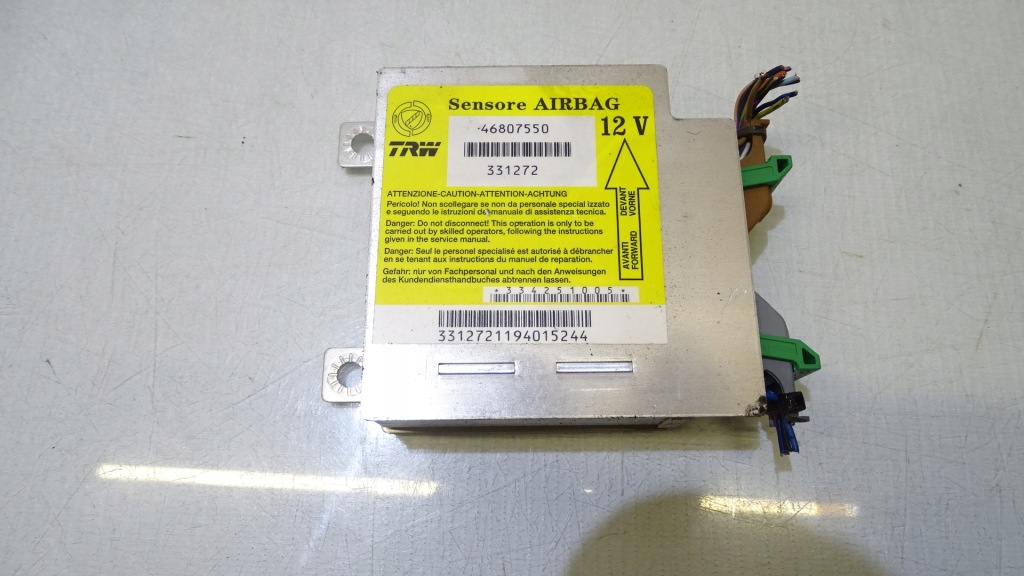 Sensore AIRBAG
46807550
12 V
TRW
331272
ATTENZIONE-CAUTION-ATTENTION-ACHTUNG
Pericolo! Non scollegare se non da personale special izzato
e seguendo le istruzioni del manuale di assistenza tecnica.
Danger: Do not disconnect! This operation is only to be
carried out by skilled operators, following the instructions
given in the service manual.
Danger: Seul le personel specialisé est autorisé à débrancher
en se tenant aux instructions du manuel de reparation.
Gefahr: nur von Fachpersonal und nach den Anweisungen
des Kundendiensthandbuches abtrennen lassen.
AVANTI DEVANT
FORWARD VORNE
*334251005*
3312721194015244